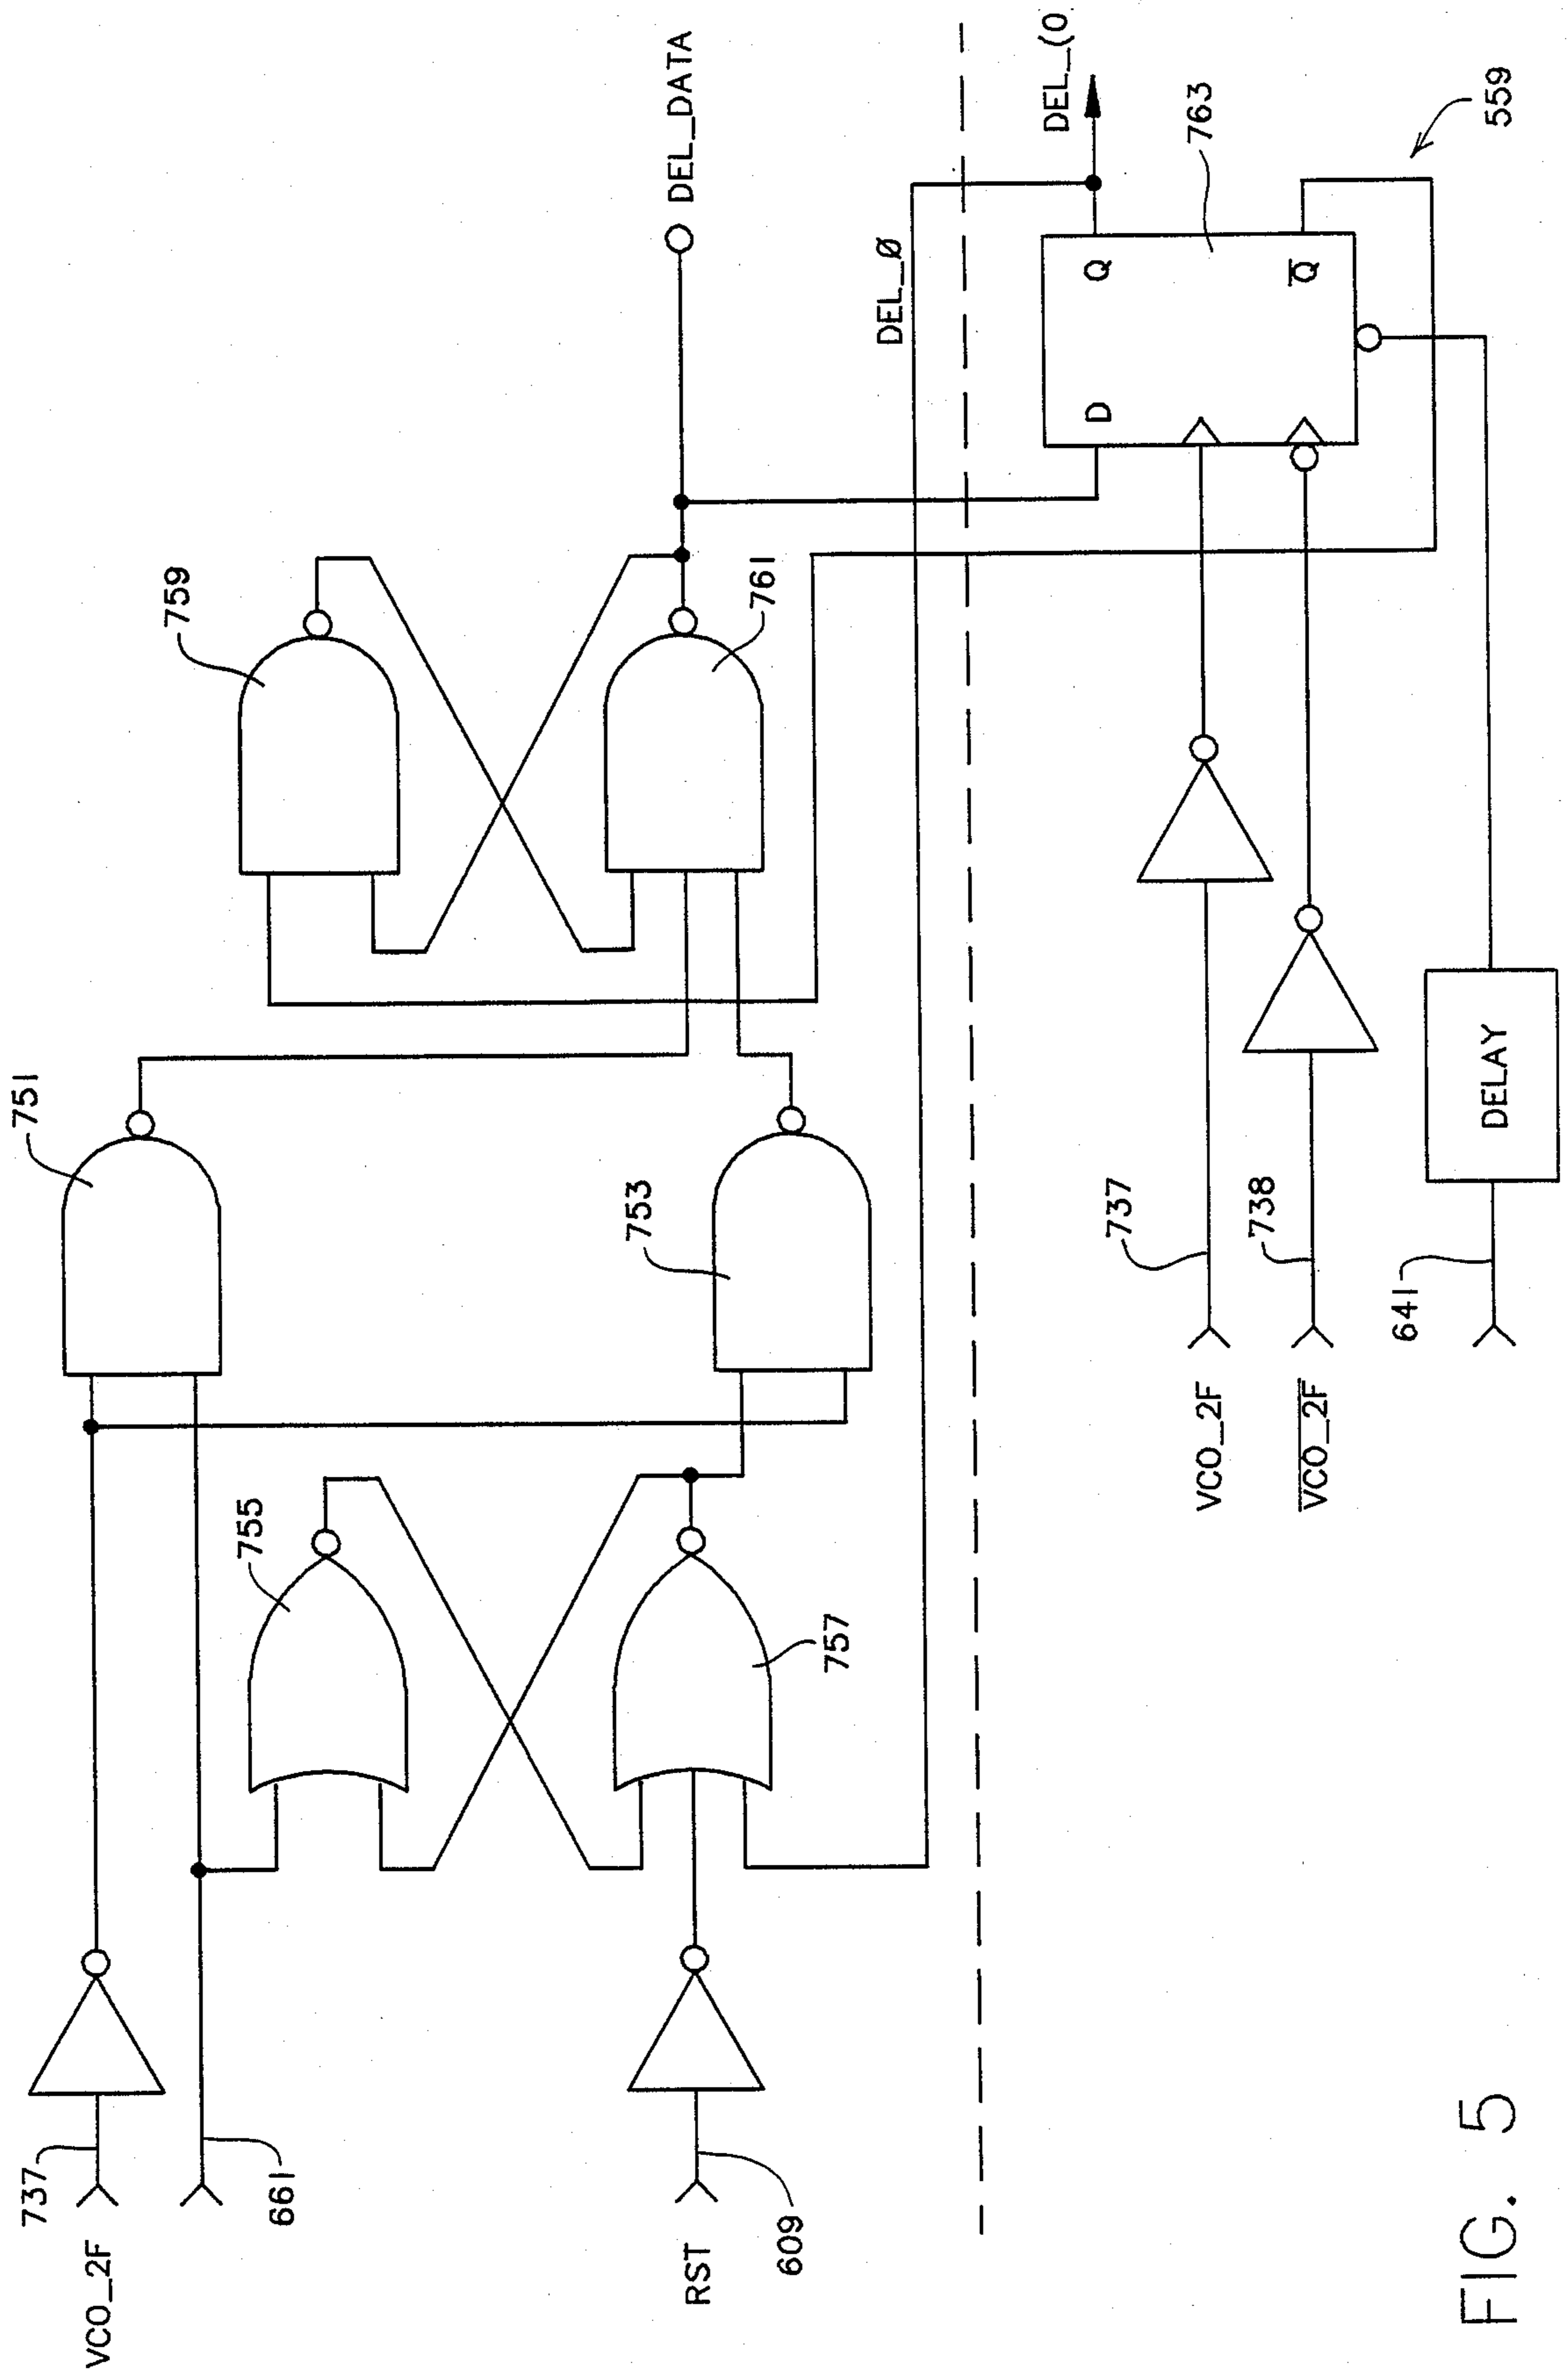 737
VCO_2F
661
751
755
759
DEL_DATA
753
757
761
RST
609
DEL_Ø
DEL_(0
D
Q
Q̅
763
559
737
VCO_2F
738
V̅C̅O̅_̅2̅F̅
641
DELAY
FIG. 5